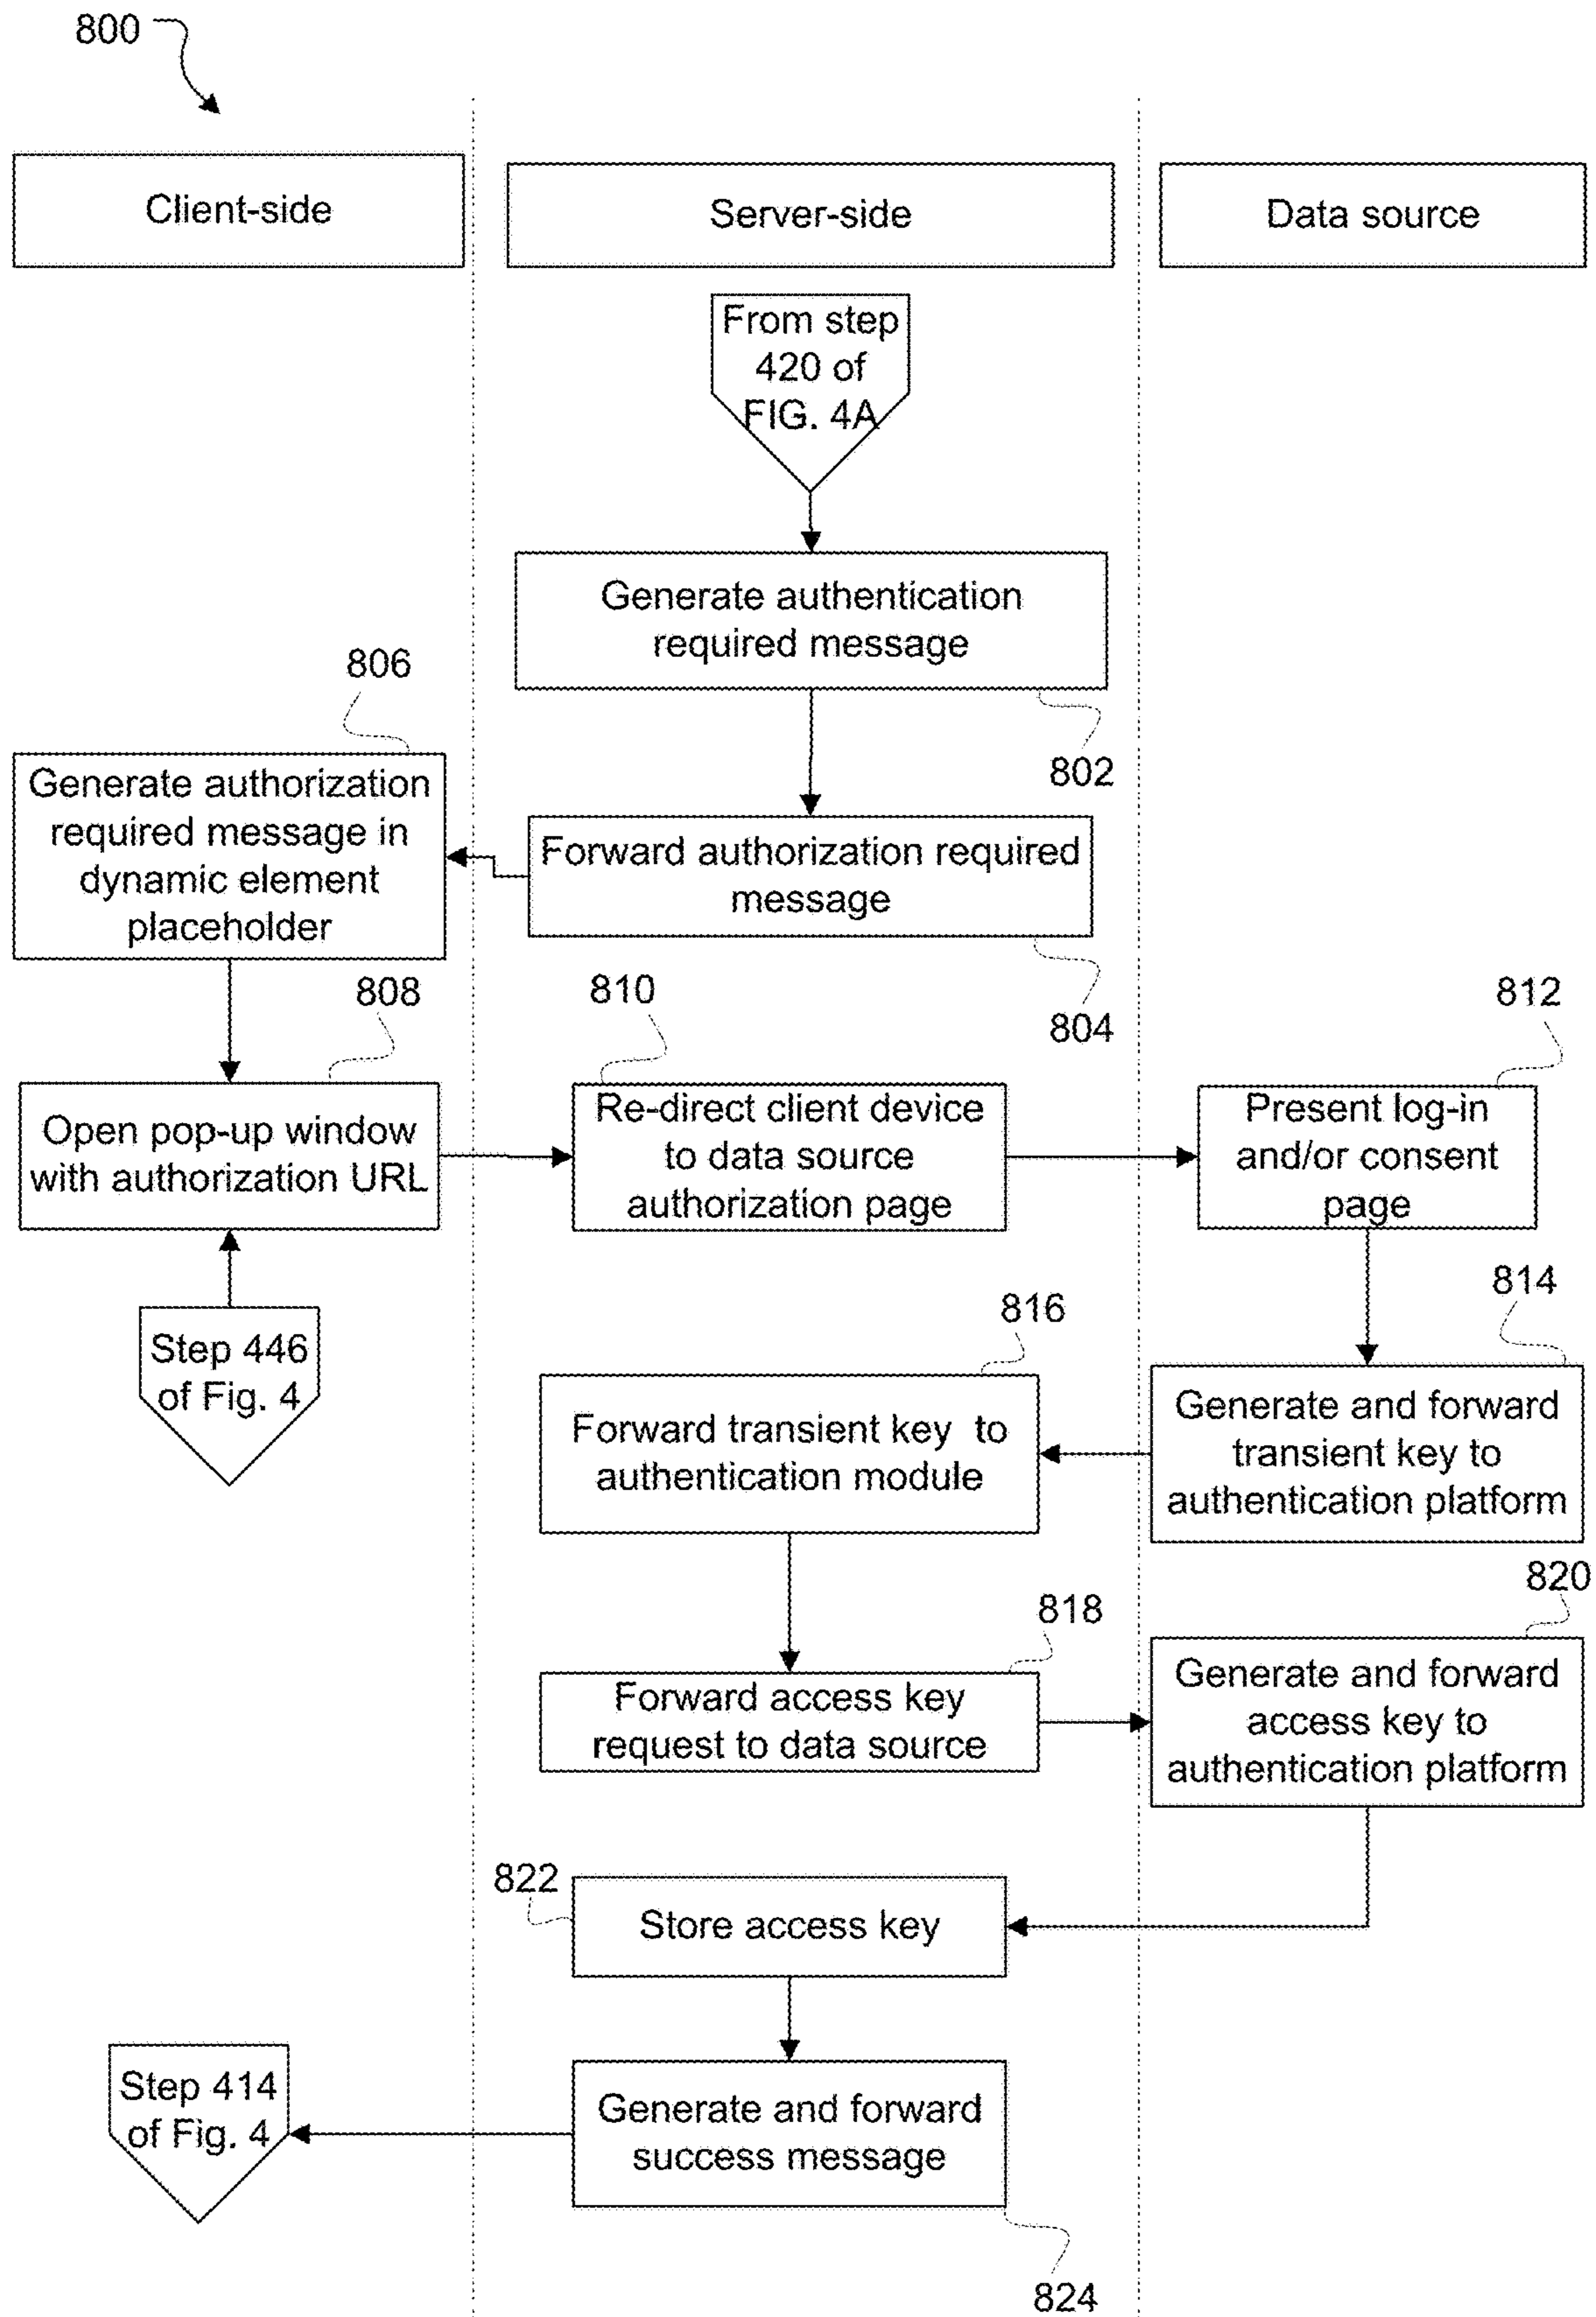 800
Client-side
Server-side
Data source
From step
420 of
FIG. 4A
Generate authentication
required message
802
806
Generate authorization
required message in
dynamic element
placeholder
Forward authorization required
message
804
808
Open pop-up window
with authorization URL
810
Re-direct client device
to data source
authorization page
812
Present log-in
and/or consent
page
Step 446
of Fig. 4
814
Generate and forward
transient key to
authentication platform
816
Forward transient key to
authentication module
818
Forward access key
request to data source
820
Generate and forward
access key to
authentication platform
822
Store access key
Step 414
of Fig. 4
Generate and forward
success message
824